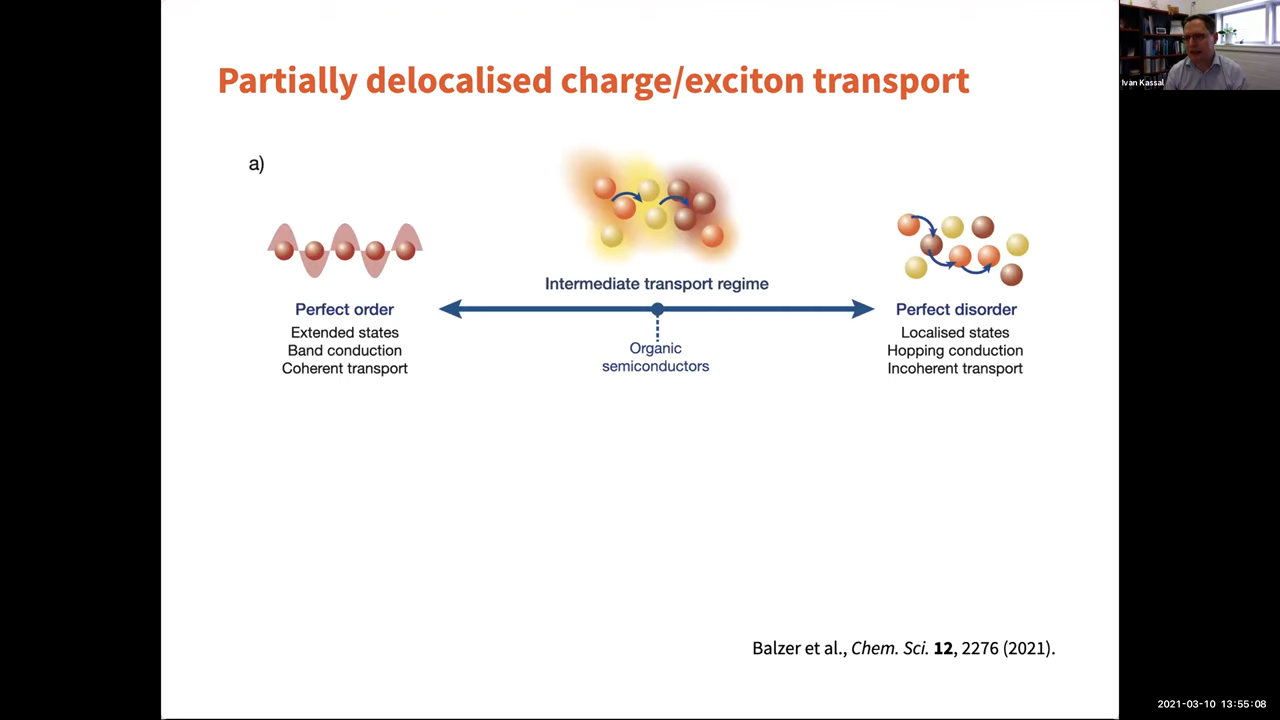 Partially delocalised charge/exciton transport
Ivan Kassal
a)
Intermediate transport regime
Perfect order
Extended states
Band conduction
Coherent transport
Organic
semiconductors
Perfect disorder
Localised states
Hopping conduction
Incoherent transport
Balzer et al., Chem. Sci. 12, 2276 (2021).
2021-03-10 13:55:08